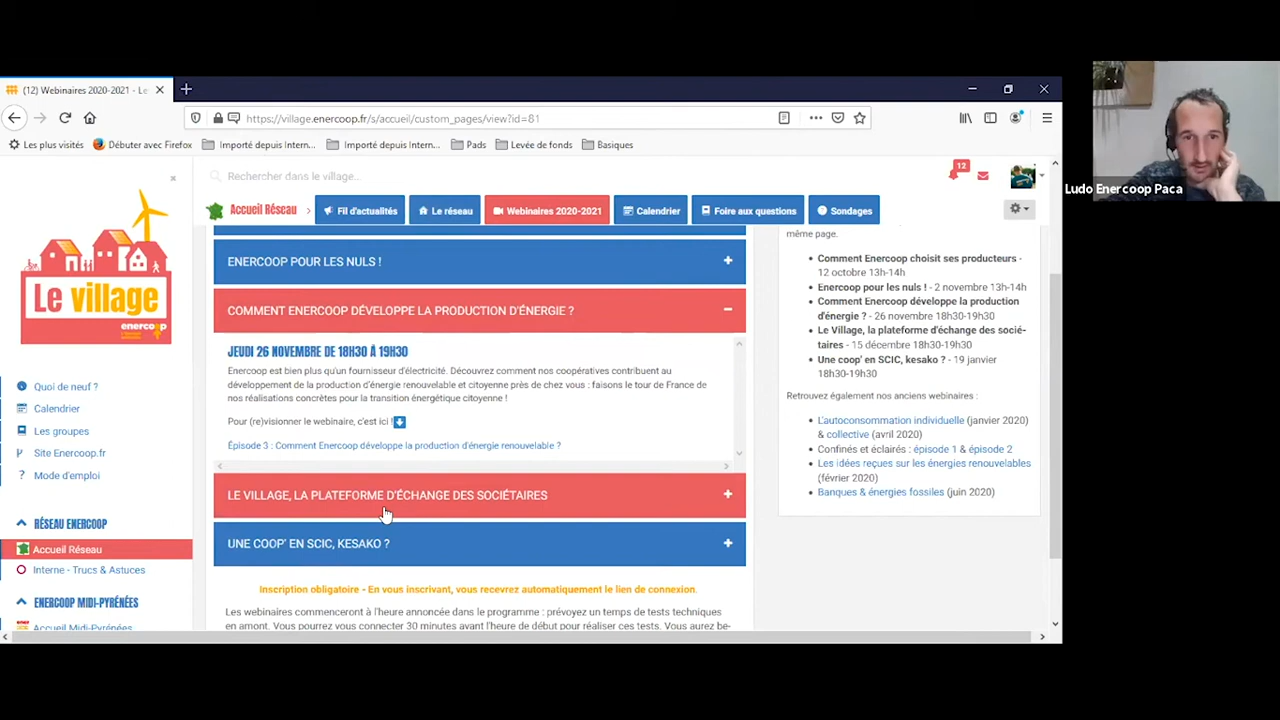 (12) Webinaires 2020-2021 - Le
https://village.enercoop.fr/s/accueil/custom_pages/view?id=81
Les plus visités
Débuter avec Firefox
Importé depuis Intern...
Importé depuis Intern...
Pads
Levée de fonds
Basiques
Rechercher dans le village...
12
Accueil Réseau
Fil d'actualités
Le réseau
Webinaires 2020-2021
Calendrier
Foire aux questions
Sondages
Le village
enercoop
Quoi de neuf ?
Calendrier
Les groupes
Site Enercoop.fr
Mode d'emploi
RÉSEAU ENERCOOP
Accueil Réseau
Interne - Trucs & Astuces
ENERCOOP MIDI-PYRÉNÉES
Accueil Midi-Pyrénées
ENERCOOP POUR LES NULS !
COMMENT ENERCOOP DÉVELOPPE LA PRODUCTION D'ÉNERGIE ?
JEUDI 26 NOVEMBRE DE 18H30 À 19H30
Enercoop est bien plus qu'un fournisseur d'électricité. Découvrez comment nos coopératives contribuent au
développement de la production d'énergie renouvelable et citoyenne près de chez vous : faisons le tour de France de
nos réalisations concrètes pour la transition énergétique citoyenne !
Pour (re)visionner le webinaire, c'est ici !
Épisode 3 : Comment Enercoop développe la production d'énergie renouvelable ?
LE VILLAGE, LA PLATEFORME D'ÉCHANGE DES SOCIÉTAIRES
UNE COOP' EN SCIC, KESAKO ?
Inscription obligatoire - En vous inscrivant, vous recevrez automatiquement le lien de connexion.
Les webinaires commenceront à l'heure annoncée dans le programme : prévoyez un temps de tests techniques
en amont. Vous pourrez vous connecter 30 minutes avant l'heure de début pour réaliser ces tests. Vous aurez be-
même page.
Comment Enercoop choisit ses producteurs -
12 octobre 13h-14h
Enercoop pour les nuls ! - 2 novembre 13h-14h
Comment Enercoop développe la production
d'énergie ? - 26 novembre 18h30-19h30
Le Village, la plateforme d'échange des socié-
taires - 15 décembre 18h30-19h30
Une coop' en SCIC, kesako ? - 19 janvier
18h30-19h30
Retrouvez également nos anciens webinaires :
L'autoconsommation individuelle (janvier 2020)
& collective (avril 2020)
Confinés et éclairés : épisode 1 & épisode 2
Les idées reçues sur les énergies renouvelables
(février 2020)
Banques & énergies fossiles (juin 2020)
Ludo Enercoop Paca